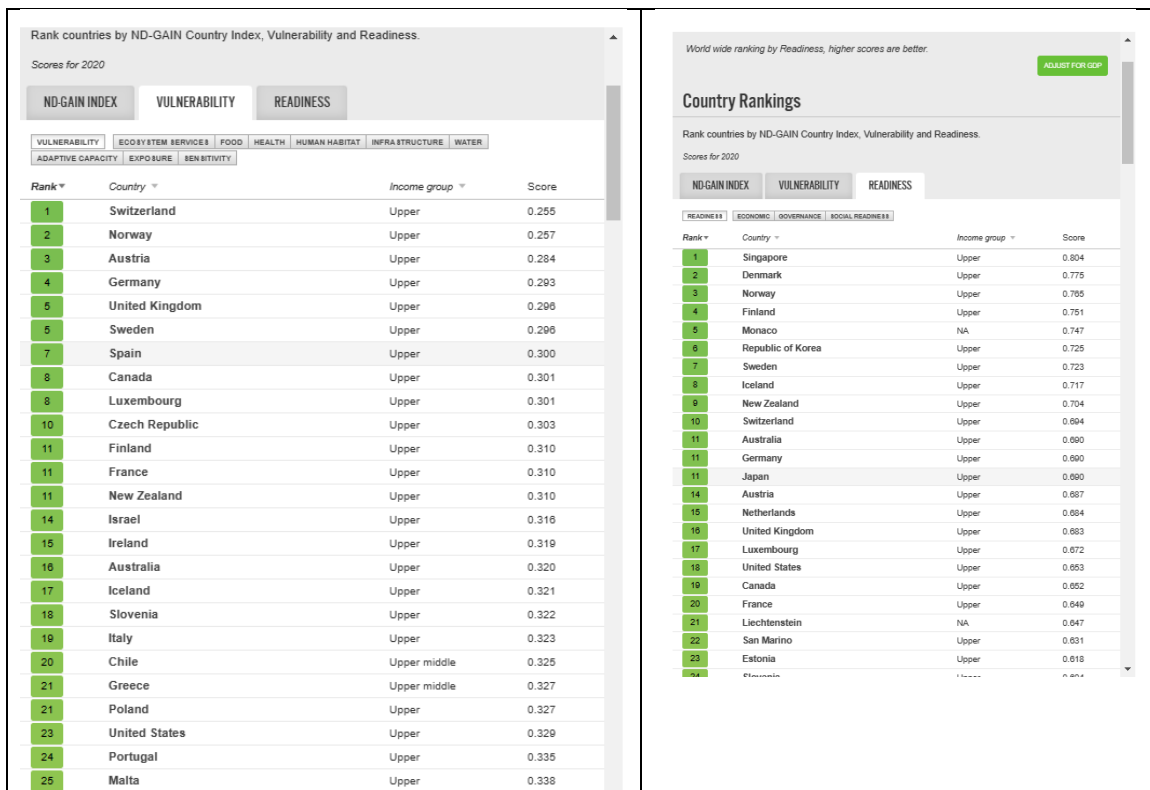 Rank countries by ND-GAIN Country Index, Vulnerability and Readiness.
Scores for 2020
ND-GAIN INDEX VULNERABILITY READINESS
VULNERABILITY ECOSYSTEM SERVICES FOOD HEALTH HUMAN HABITAT INFRASTRUCTURE WATER
ADAPTIVE CAPACITY EXPOSURE SENSITIVITY
Rank Country Income group Score
1 Switzerland Upper 0.255
2 Norway Upper 0.257
3 Austria Upper 0.284
4 Germany Upper 0.293
5 United Kingdom Upper 0.296
5 Sweden Upper 0.296
7 Spain Upper 0.300
8 Canada Upper 0.301
8 Luxembourg Upper 0.301
10 Czech Republic Upper 0.303
11 Finland Upper 0.310
11 France Upper 0.310
11 New Zealand Upper 0.310
14 Israel Upper 0.316
15 Ireland Upper 0.319
16 Australia Upper 0.320
17 Iceland Upper 0.321
18 Slovenia Upper 0.322
19 Italy Upper 0.323
20 Chile Upper middle 0.325
21 Greece Upper middle 0.327
21 Poland Upper 0.327
23 United States Upper 0.329
24 Portugal Upper 0.335
25 Malta Upper 0.338
World wide ranking by Readiness, higher scores are better.
ADJUST FOR GDP
Country Rankings
Rank countries by ND-GAIN Country Index, Vulnerability and Readiness.
Scores for 2020
ND-GAIN INDEX VULNERABILITY READINESS
READINESS ECONOMIC GOVERNANCE SOCIAL READINESS
Rank Country Income group Score
1 Singapore Upper 0.804
2 Denmark Upper 0.775
3 Norway Upper 0.765
4 Finland Upper 0.751
5 Monaco NA 0.747
6 Republic of Korea Upper 0.725
7 Sweden Upper 0.723
8 Iceland Upper 0.717
9 New Zealand Upper 0.704
10 Switzerland Upper 0.694
11 Australia Upper 0.690
11 Germany Upper 0.690
11 Japan Upper 0.690
14 Austria Upper 0.687
15 Netherlands Upper 0.684
16 United Kingdom Upper 0.683
17 Luxembourg Upper 0.672
18 United States Upper 0.653
19 Canada Upper 0.652
20 France Upper 0.649
21 Liechtenstein NA 0.647
22 San Marino Upper 0.631
23 Estonia Upper 0.618